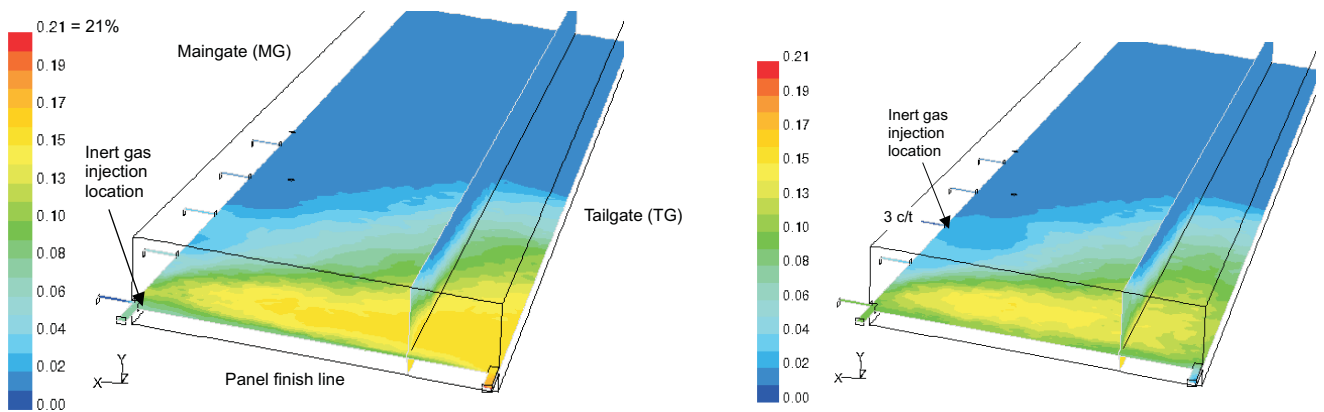 0.21 = 21%
0.19
0.17
0.15
0.13
0.10
0.08
0.06
0.04
0.02
0.00
Maingate (MG)
Inert gas
injection
location
Tailgate (TG)
Panel finish line
Y
X
Z
0.21
0.19
0.17
0.15
0.13
0.10
0.08
0.06
0.04
0.02
0.00
Inert gas
injection
location
3 c/t
Y
X
Z